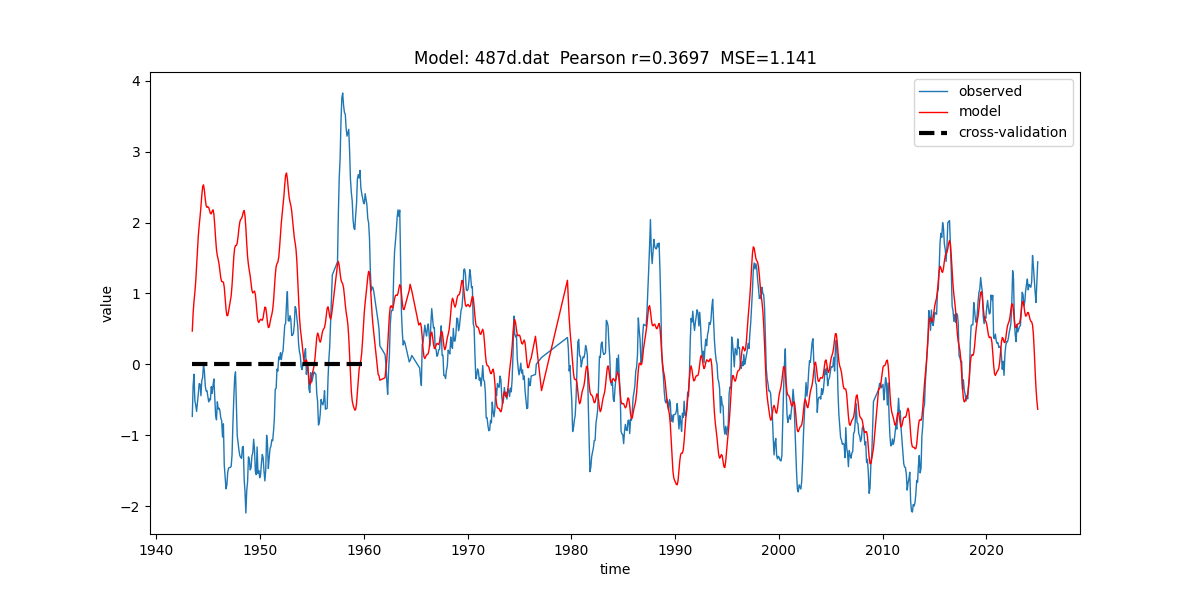 Model: 487d.dat  Pearson r=0.3697  MSE=1.141
observed
model
cross-validation
value
4
3
2
1
0
−1
−2
1940
1950
1960
1970
1980
1990
2000
2010
2020
time